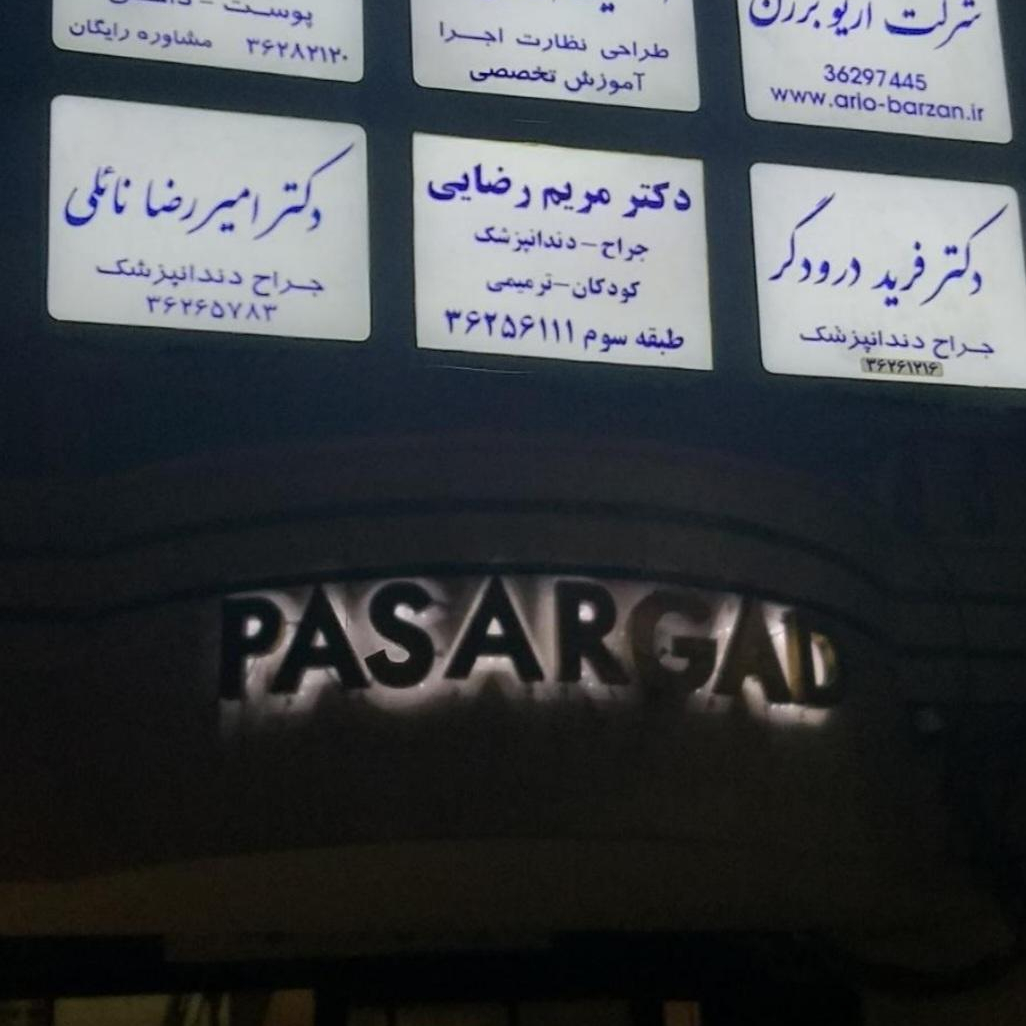 شرکت آریو برزن
36297445
www.ario-barzan.ir
طراحی نظارت اجرا
آموزش تخصصی
پوست -
۳۶۲۸۲۱۲۰ مشاوره رایگان
دکتر فرید درودگر
جراح دندانپزشک
۳۶۲۶۱۲۱۶
دکتر مریم رضایی
جراح-دندانپزشک
کودکان-ترمیمی
طبقه سوم ۳۶۲۵۶۱۱۱
دکتر امیررضا نائلی
جراح دندانپزشک
۳۶۲۶۵۷۸۳
PASARGAD